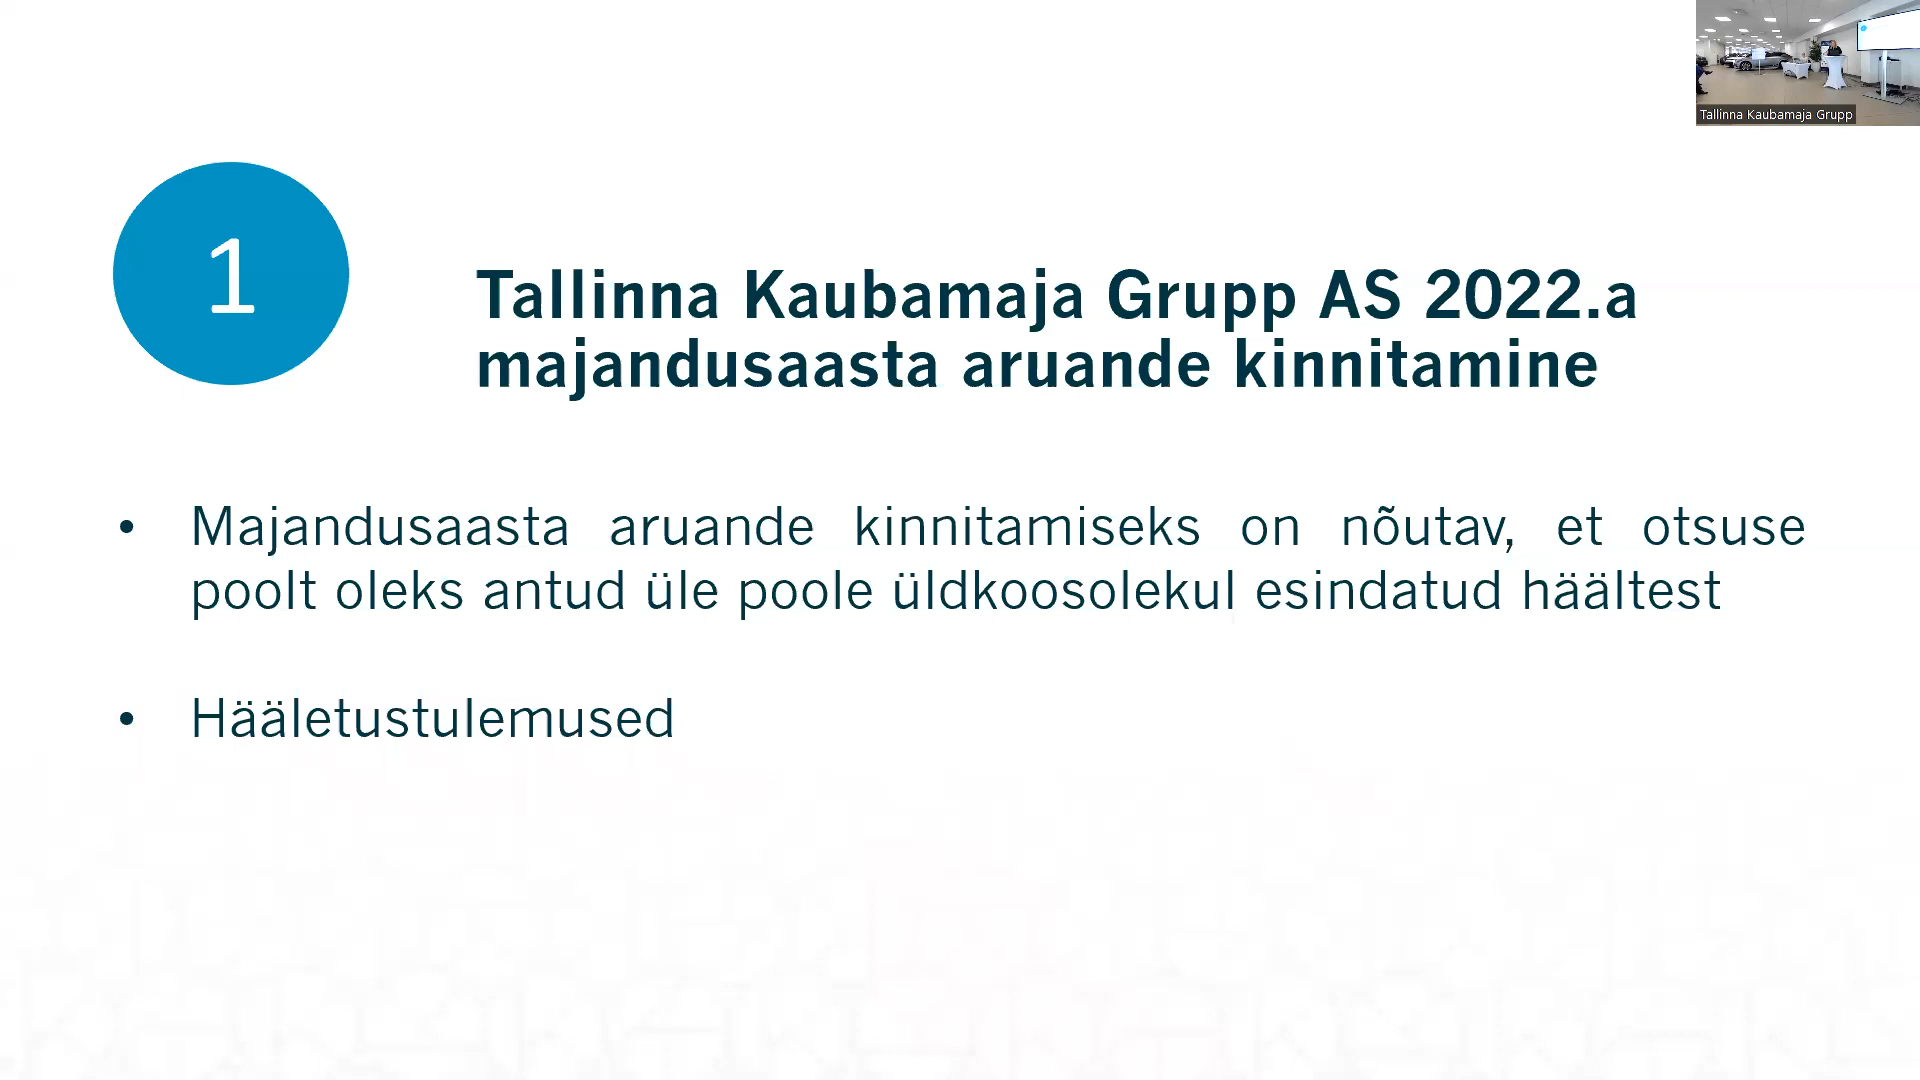 Tallinna Kaubamaja Grupp
1
Tallinna Kaubamaja Grupp AS 2022.a
majandusaasta aruande kinnitamine
• Majandusaasta aruande kinnitamiseks on nõutav, et otsuse
poolt oleks antud üle poole üldkoosolekul esindatud häältest
• Hääletustulemused